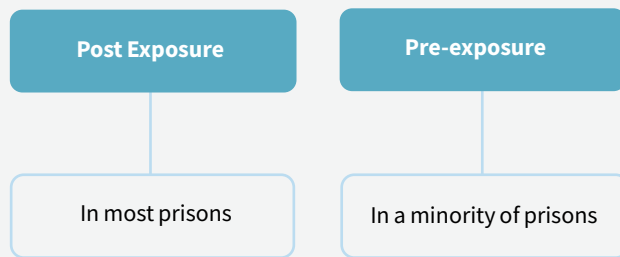 Post Exposure
Pre-exposure
In most prisons
In a minority of prisons